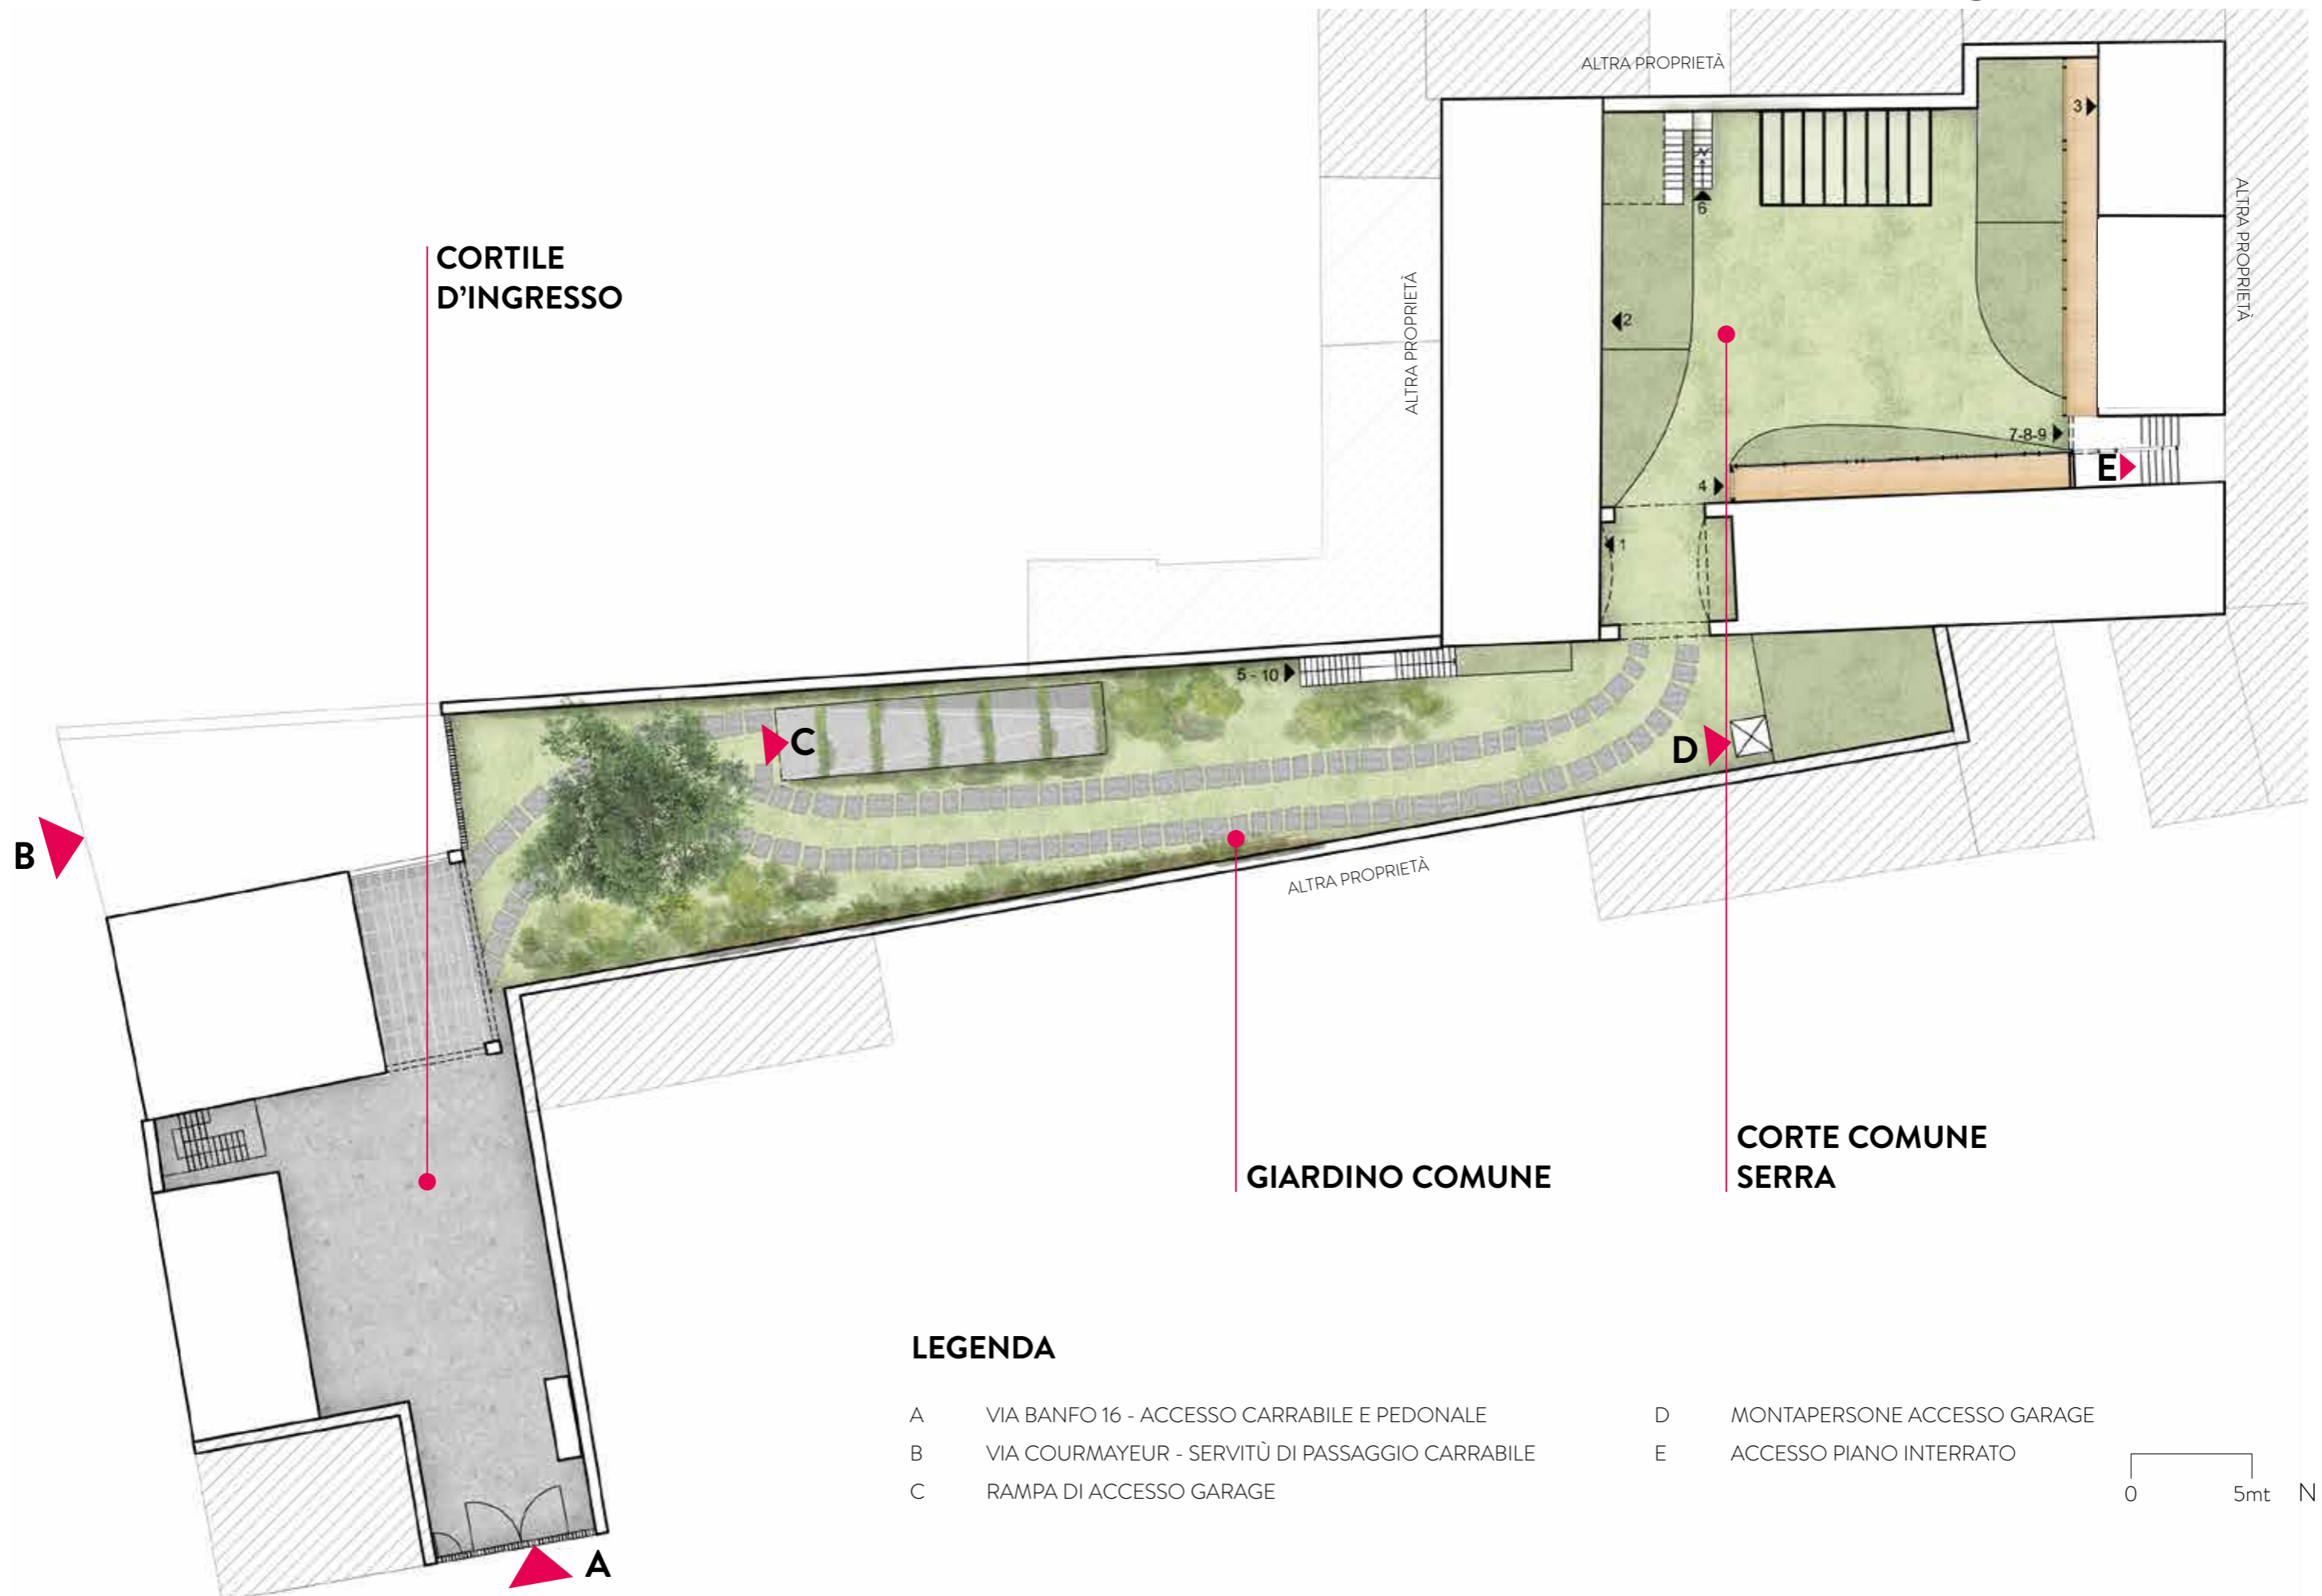 ALTRA PROPRIETÀ
3
ALTRA PROPRIETÀ
6
CORTILE
D'INGRESSO
ALTRA PROPRIETÀ
2
7-8-9
E
4
1
5 - 10
C
D
B
ALTRA PROPRIETÀ
GIARDINO COMUNE
CORTE COMUNE
SERRA
LEGENDA
A VIA BANFO 16 - ACCESSO CARRABILE E PEDONALE
B VIA COURMAYEUR - SERVITÙ DI PASSAGGIO CARRABILE
C RAMPA DI ACCESSO GARAGE
D MONTAPERSONE ACCESSO GARAGE
E ACCESSO PIANO INTERRATO
0 5mt N
A